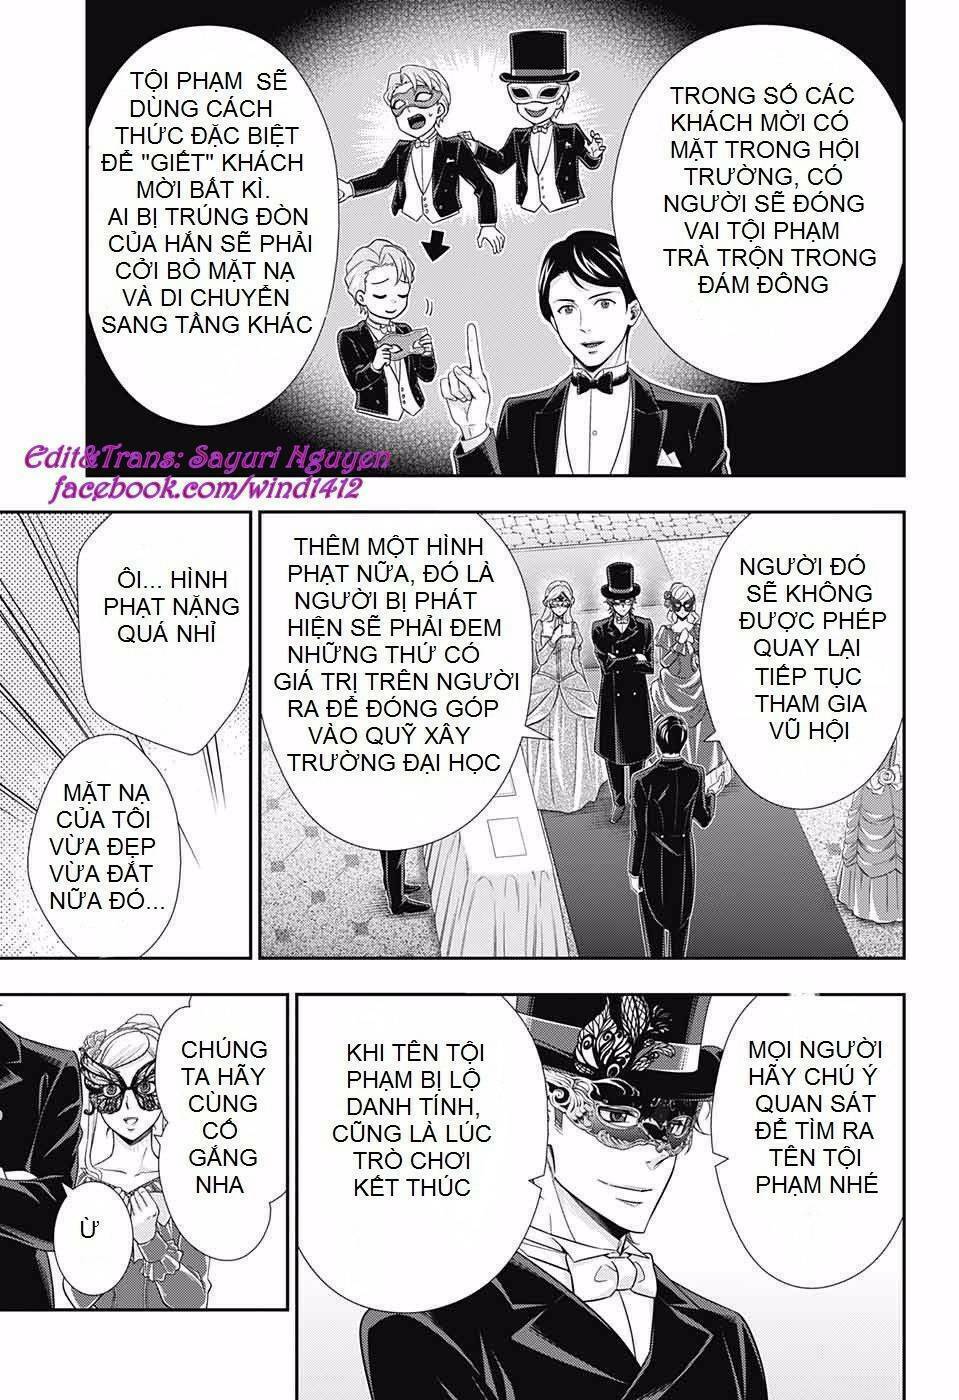 TRONG SỐ CÁC
KHÁCH MỜI CÓ
MẶT TRONG HỘI
TRƯỜNG, CÓ
NGƯỜI SẼ ĐÓNG
VAI TỘI PHẠM
TRÀ TRỘN TRONG
ĐÁM ĐÔNG
TỘI PHẠM SẼ
DÙNG CÁCH
THỨC ĐẶC BIỆT
ĐỂ "GIẾT" KHÁCH
MỜI BẤT KÌ.
AI BỊ TRÚNG ĐÒN
CỦA HẮN SẼ PHẢI
CỞI BỎ MẶT NẠ
VÀ DI CHUYỂN
SANG TẦNG KHÁC
Edit&Trans: Sayuri Nguyen
facebook.com/wind1412
NGƯỜI ĐÓ
SẼ KHÔNG
ĐƯỢC PHÉP
QUAY LẠI
TIẾP TỤC
THAM GIA
VŨ HỘI
THÊM MỘT HÌNH
PHẠT NỮA, ĐÓ LÀ
NGƯỜI BỊ PHÁT
HIỆN SẼ PHẢI ĐEM
NHỮNG THỨ CÓ
GIÁ TRỊ TRÊN NGƯỜI
RA ĐỂ ĐÓNG GÓP
VÀO QUỸ XÂY
TRƯỜNG ĐẠI HỌC
ÔI... HÌNH
PHẠT NẶNG
QUÁ NHỈ
MẶT NẠ
CỦA TÔI
VỪA ĐẸP
VỪA ĐẮT
NỮA ĐÓ...
MỌI NGƯỜI
HÃY CHÚ Ý
QUAN SÁT
ĐỂ TÌM RA
TÊN TỘI
PHẠM NHÉ
KHI TÊN TỘI
PHẠM BỊ LỘ
DANH TÍNH,
CŨNG LÀ LÚC
TRÒ CHƠI
KẾT THÚC
CHÚNG
TA HÃY
CÙNG
CỐ
GẮNG
NHA
Ừ